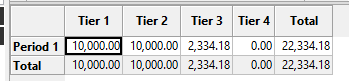 Tier 1 Tier 2 Tier 3 Tier 4 Total
Period 1 10,000.00 10,000.00 2,334.18 0.00 22,334.18
Total 10,000.00 10,000.00 2,334.18 0.00 22,334.18